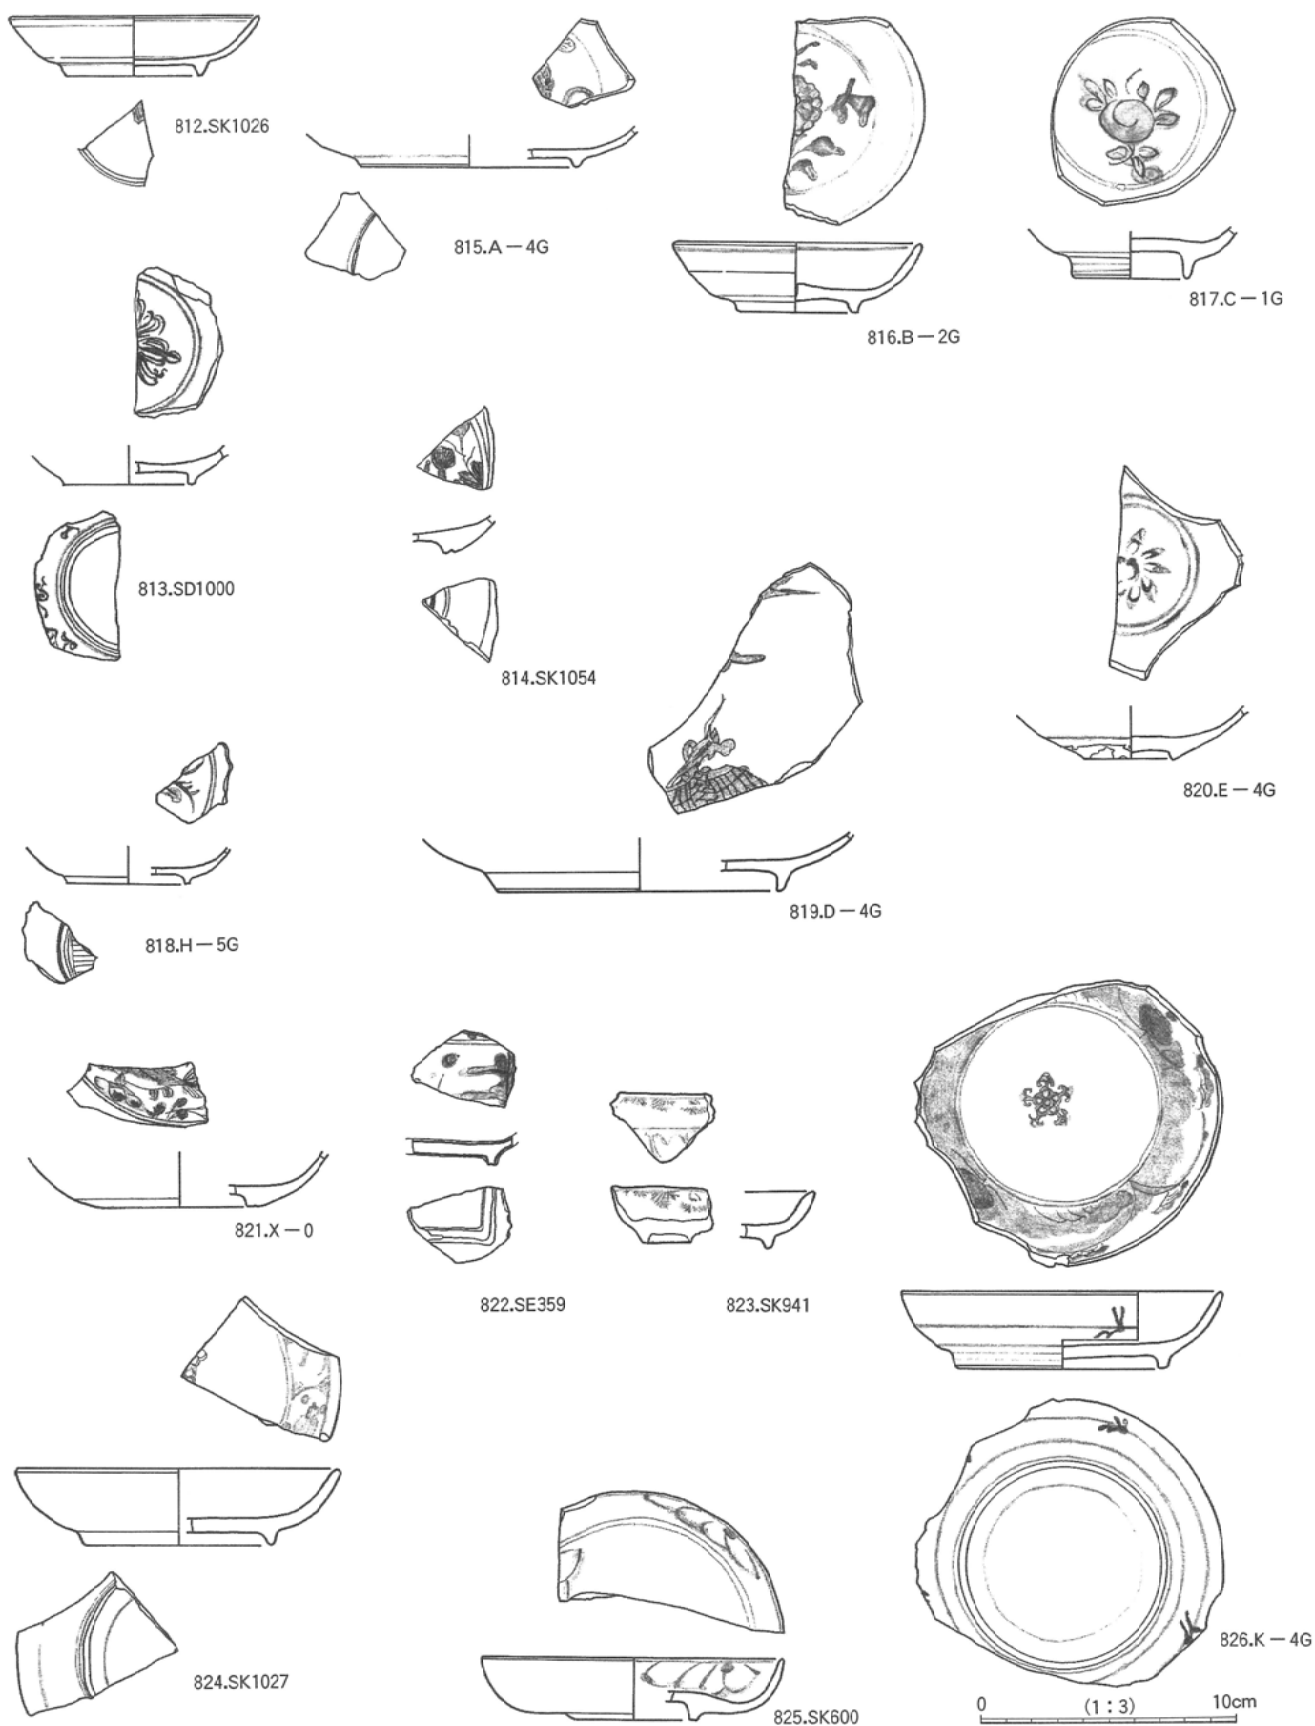 812.SK1026
815.A－4G
816.B－2G
817.C－1G
813.SD1000
814.SK1054
820.E－4G
818.H－5G
819.D－4G
821.X－0
822.SE359
823.SK941
824.SK1027
825.SK600
826.K－4G
0 (1：3) 10cm